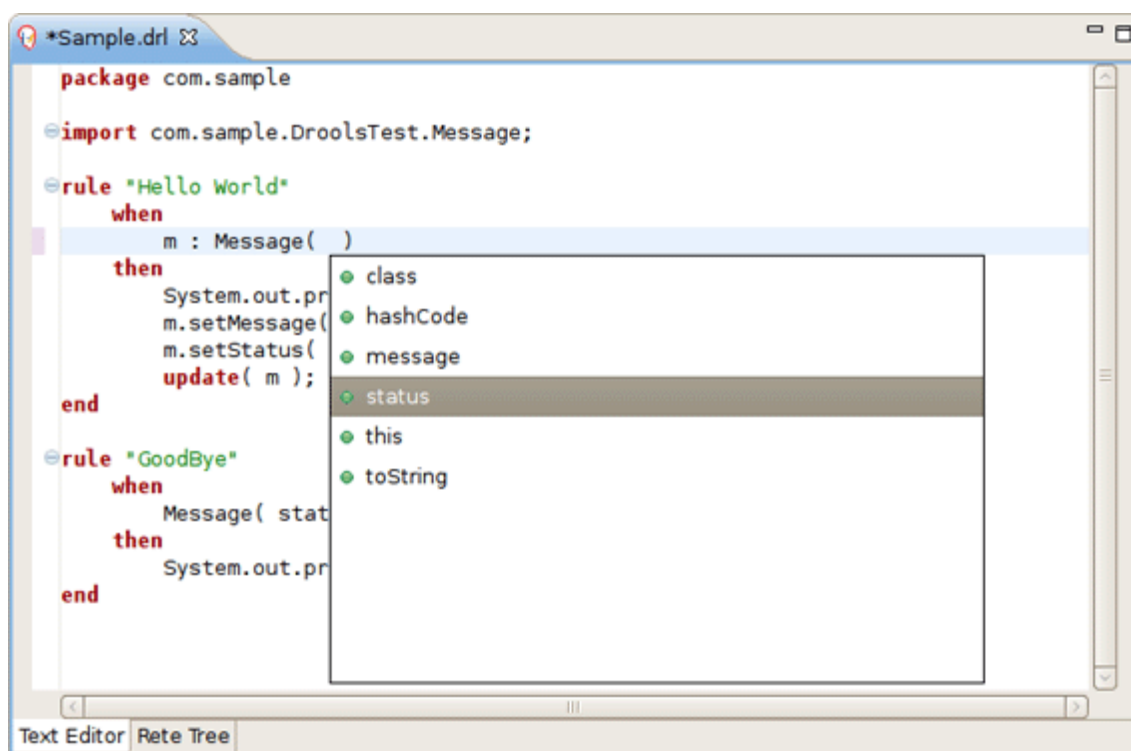 *Sample.drl
package com.sample
import com.sample.DroolsTest.Message;
rule "Hello World"
when
m : Message(  )
then
System.out.pr
m.setMessage(
m.setStatus(
update( m );
end
rule "GoodBye"
when
Message( stat
then
System.out.pr
end
class
hashCode
message
status
this
toString
Text Editor Rete Tree